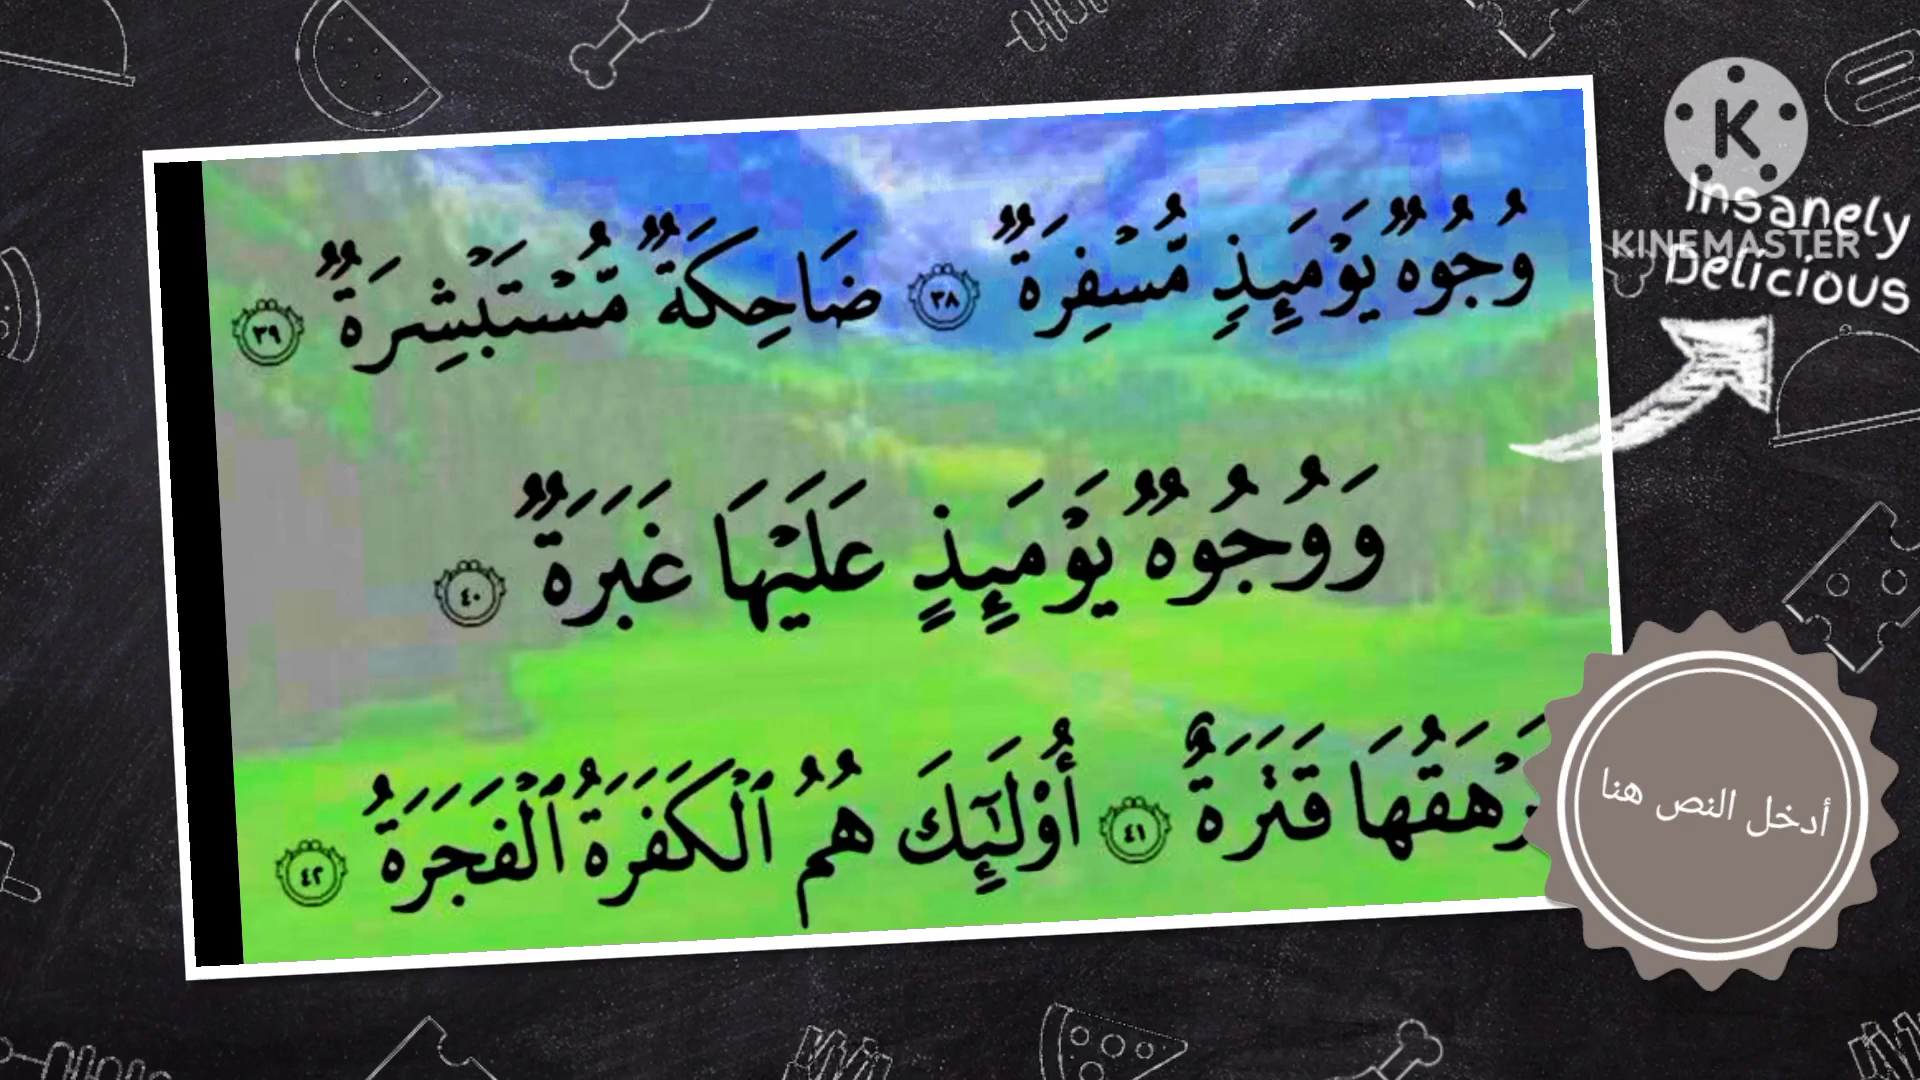 وُجُوهٌ يَوْمَئِذٍ مُّسْفِرَةٌ ٣٨ ضَاحِكَةٌ مُّسْتَبْشِرَةٌ ٣٩
وَوُجُوهٌ يَوْمَئِذٍ عَلَيْهَا غَبَرَةٌ ٤٠
قَتَرَةٌ ٤١ أُوْلَٰٓئِكَ هُمُ ٱلْكَفَرَةُ ٱلْفَجَرَةُ ٤٢
K
Insanely
KINEMASTER
Delicious
أدخل النص هنا